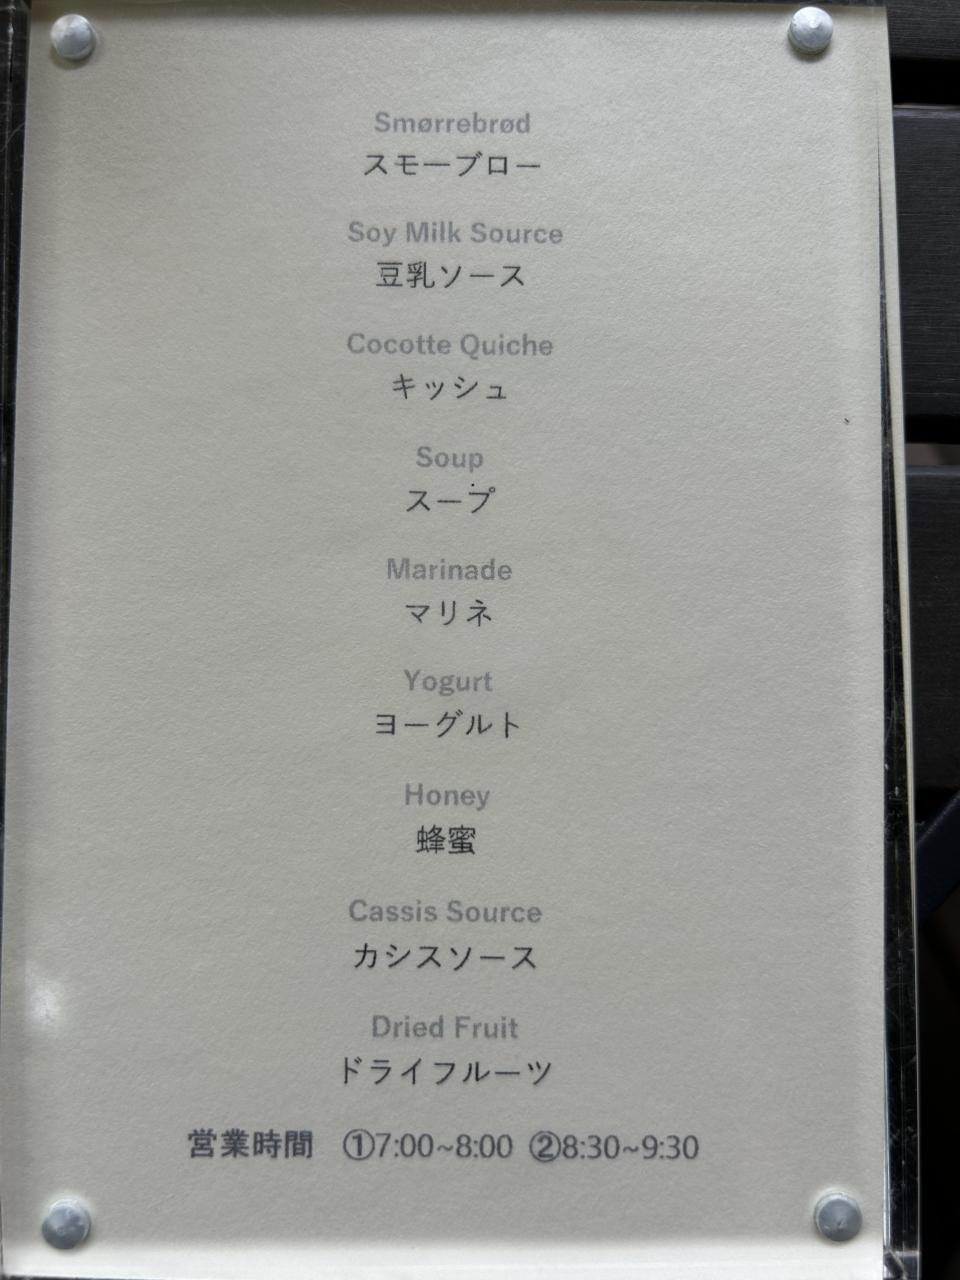 Smørrebrød
スモーブロー
Soy Milk Source
豆乳ソース
Cocotte Quiche
キッシュ
Soup
スープ
Marinade
マリネ
Yogurt
ヨーグルト
Honey
蜂蜜
Cassis Source
カシスソース
Dried Fruit
ドライフルーツ
営業時間　①7:00~8:00 ②8:30~9:30